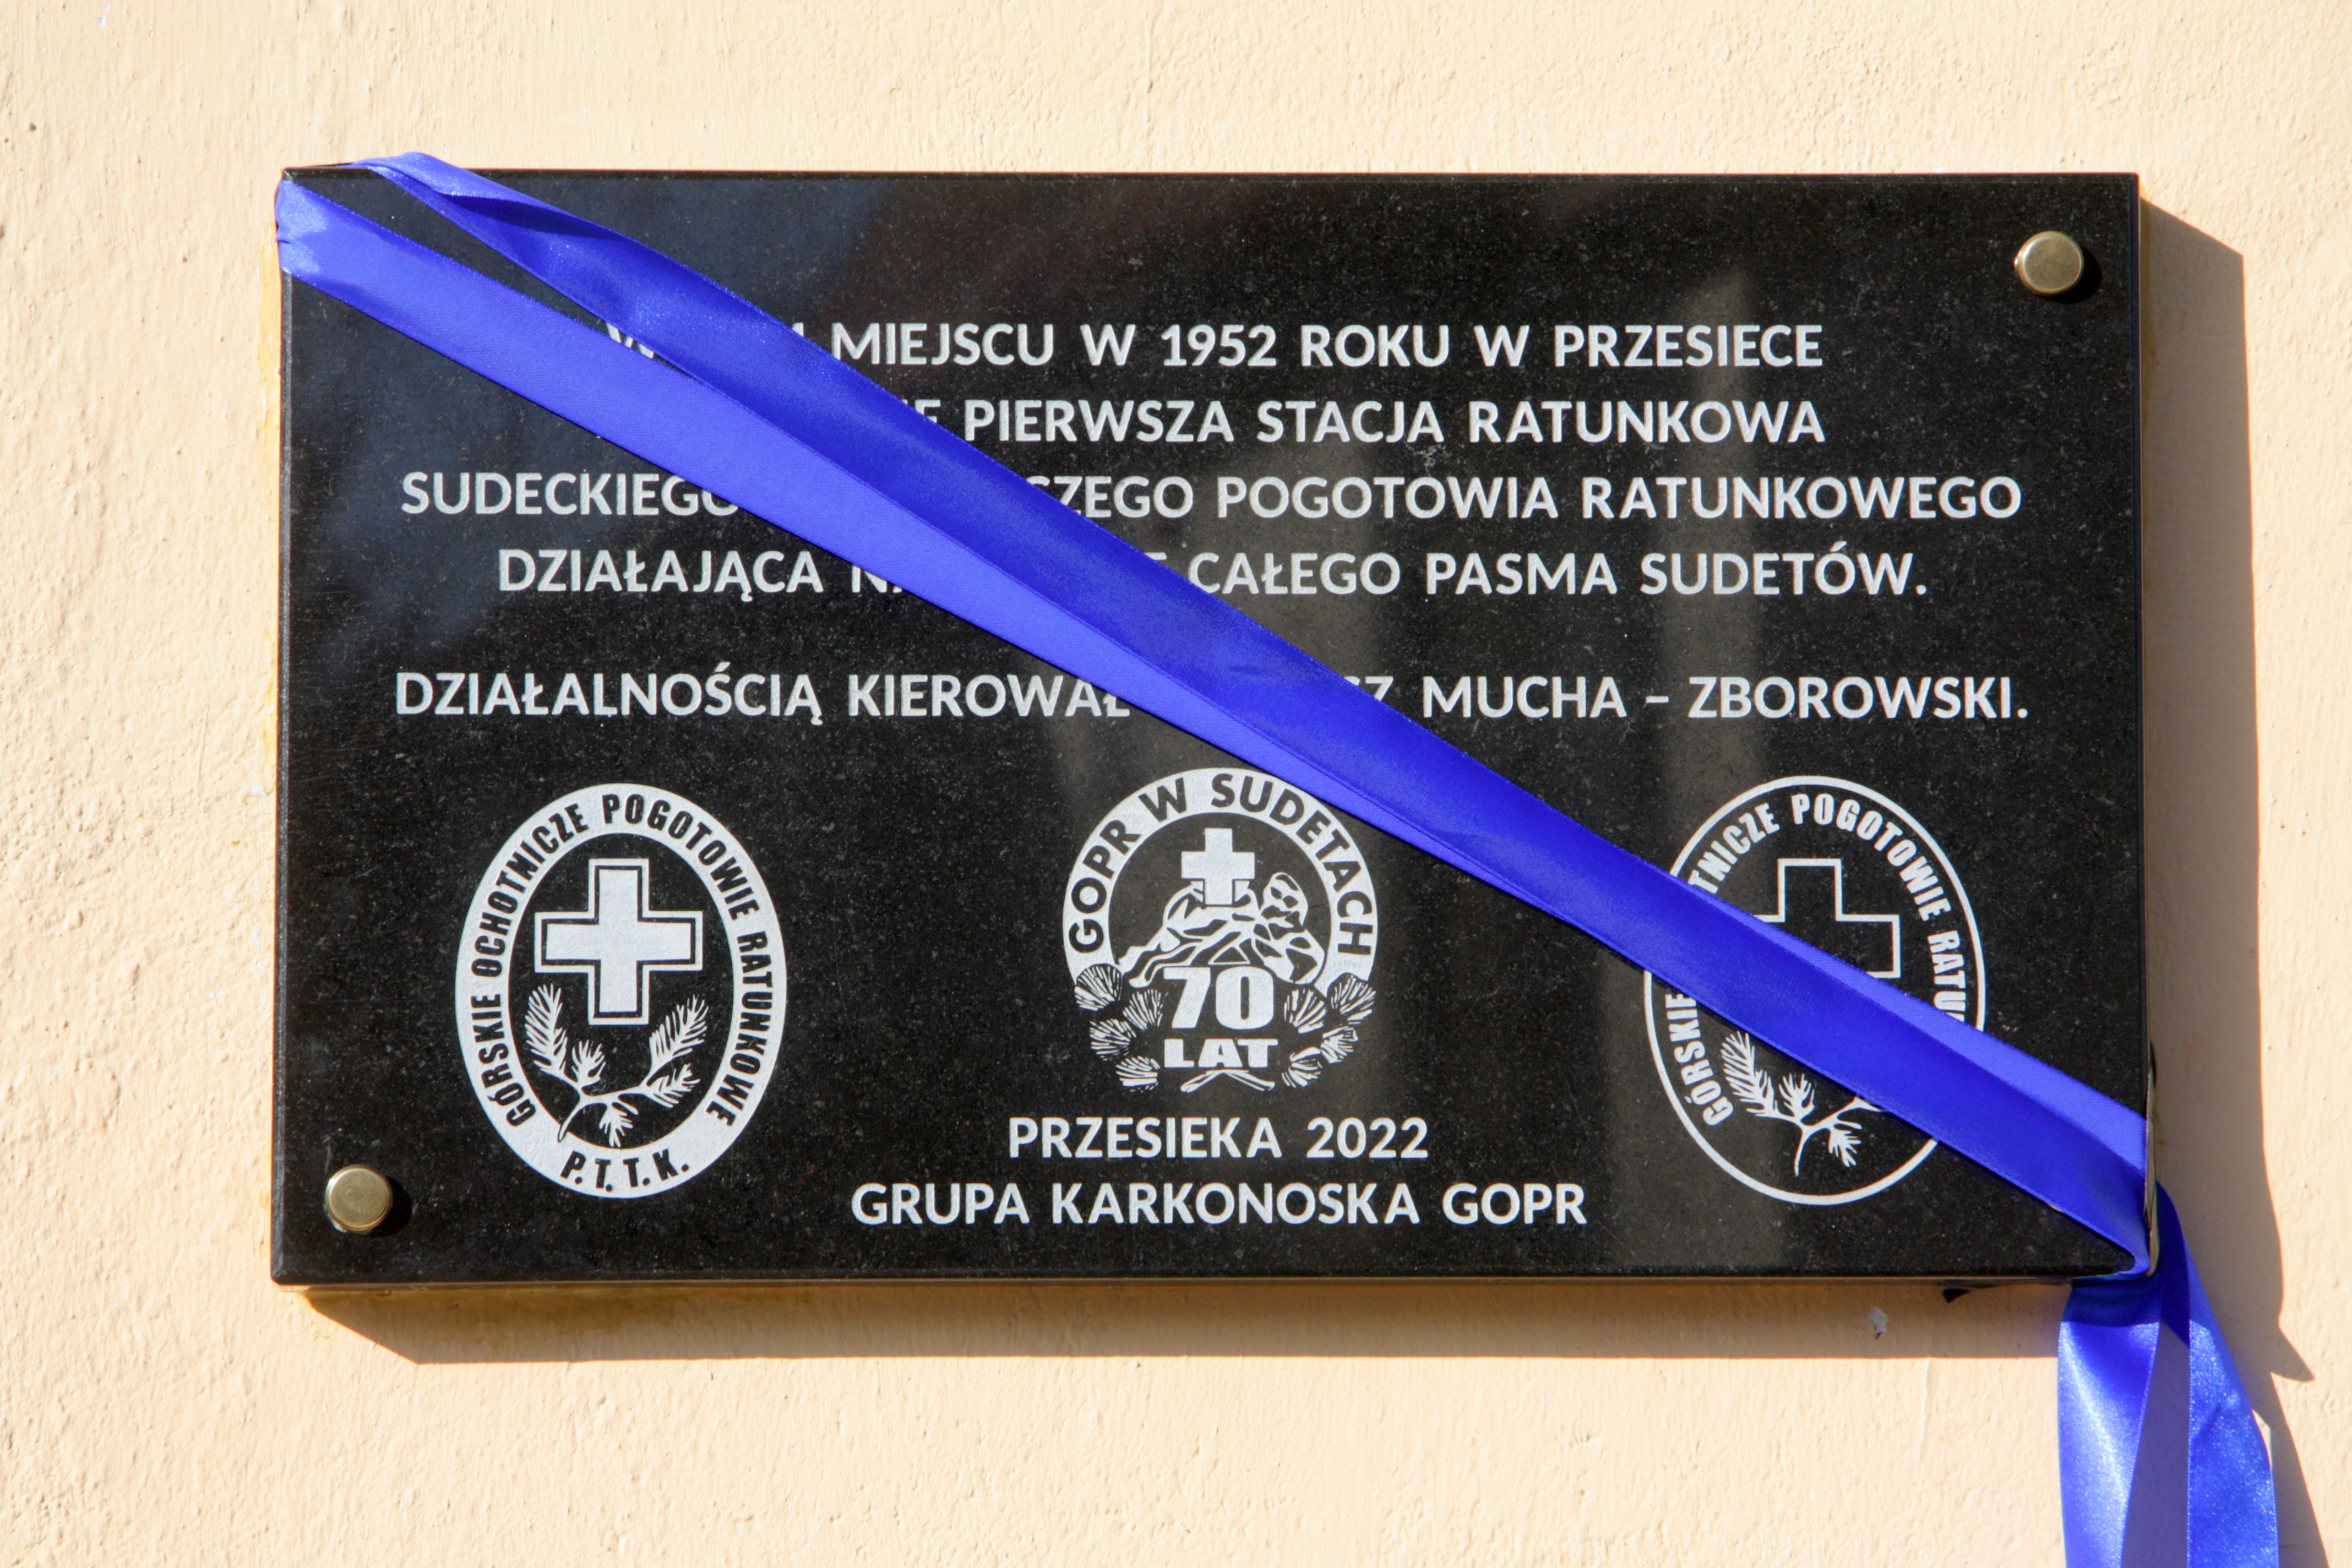 MIEJSCU W 1952 ROKU W PRZESIECE
PIERWSZA STACJA RATUNKOWA
SUDECKIEGO POGOTOWIA RATUNKOWEGO
DZIAŁAJĄCA CAŁEGO PASMA SUDETÓW.
DZIAŁALNOŚCIĄ KIEROWAŁ MUCHA – ZBOROWSKI.
GÓRSKIE OCHOTNICZE POGOTOWIE RATUNKOWE
P.T.T.K.
GOPR W SUDETACH
70
LAT
GÓRSKIE POGOTOWIE
PRZESIEKA 2022
GRUPA KARKONOSKA GOPR